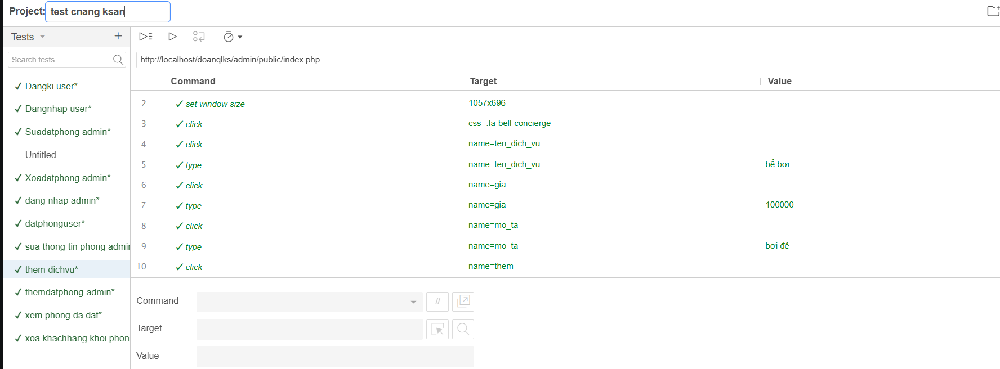 Project: test cnang ksan
Tests
Search tests...
Dangki user*
Dangnhap user*
Suadatphong admin*
Untitled
Xoadatphong admin*
dang nhap admin*
datphonguser*
sua thong tin phong admin
them dichvu*
themdatphong admin*
xem phong da dat*
xoa khachhang khoi phong
http://localhost/doanqlks/admin/public/index.php
Command Target Value
2 set window size 1057x696
3 click css=.fa-bell-concierge
4 click name=ten_dich_vu
5 type name=ten_dich_vu bể bơi
6 click name=gia
7 type name=gia 100000
8 click name=mo_ta
9 type name=mo_ta bơi đê
10 click name=them
Command //
Target
Value